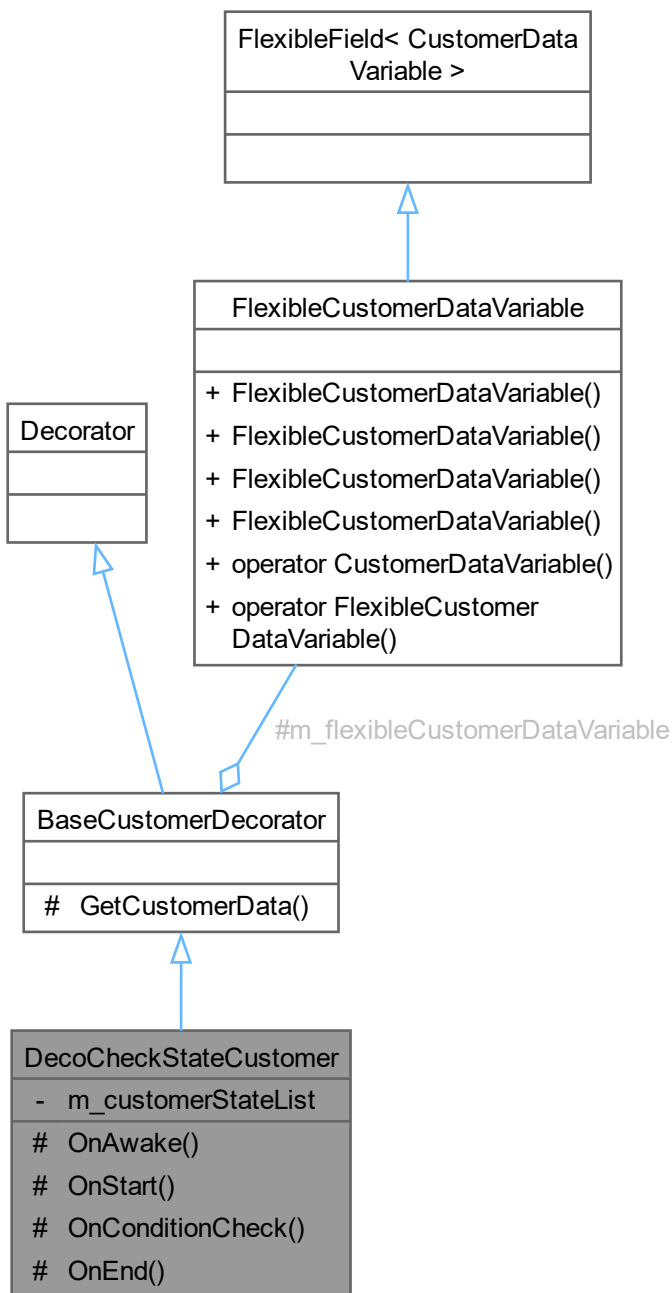 FlexibleField< CustomerData
Variable >
FlexibleCustomerDataVariable
+ FlexibleCustomerDataVariable()
+ FlexibleCustomerDataVariable()
+ FlexibleCustomerDataVariable()
+ FlexibleCustomerDataVariable()
+ operator CustomerDataVariable()
+ operator FlexibleCustomer
DataVariable()
Decorator
#m_flexibleCustomerDataVariable
BaseCustomerDecorator
# GetCustomerData()
DecoCheckStateCustomer
- m_customerStateList
# OnAwake()
# OnStart()
# OnConditionCheck()
# OnEnd()